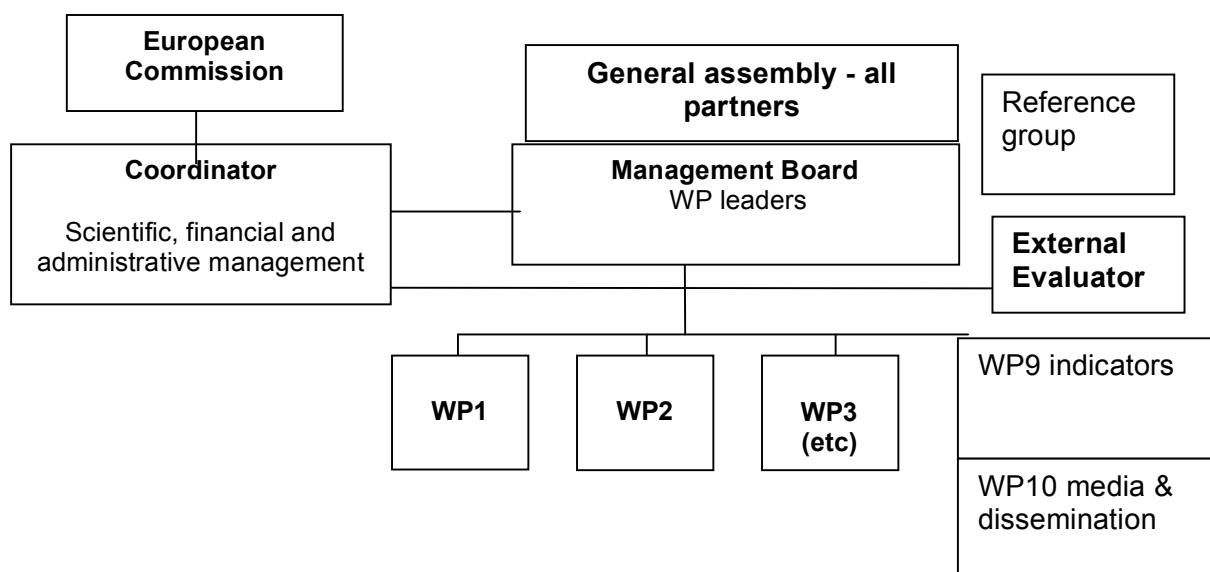 European
Commission
General assembly - all
partners
Reference
group
Coordinator
Scientific, financial and
administrative management
Management Board
WP leaders
External
Evaluator
WP1
WP2
WP3
(etc)
WP9 indicators
WP10 media &
dissemination